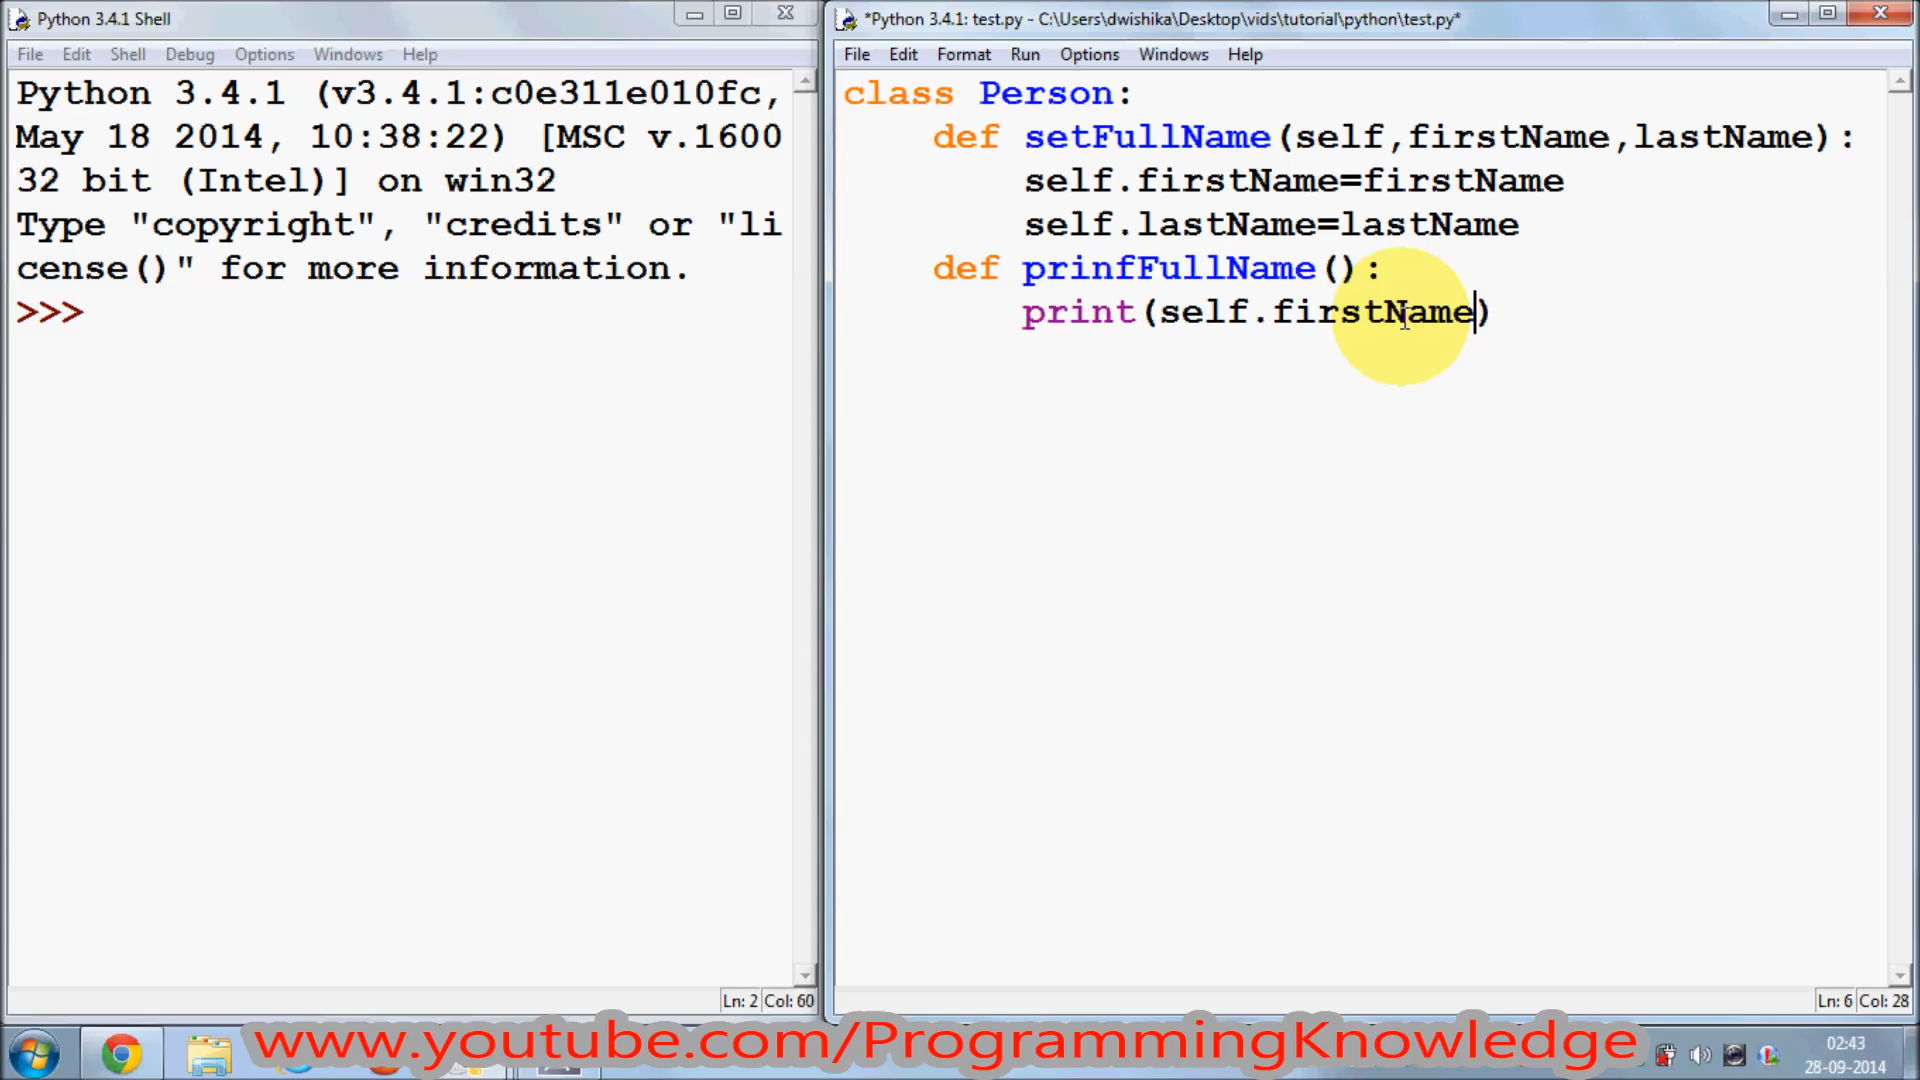 Python 3.4.1 Shell
File Edit Shell Debug Options Windows Help
Python 3.4.1 (v3.4.1:c0e311e010fc,
May 18 2014, 10:38:22) [MSC v.1600
32 bit (Intel)] on win32
Type "copyright", "credits" or "li
cense()" for more information.
>>>
Ln: 2 Col: 60
*Python 3.4.1: test.py - C:\Users\dwishika\Desktop\vids\tutorial\python\test.py*
File Edit Format Run Options Windows Help
class Person:
    def setFullName(self,firstName,lastName):
        self.firstName=firstName
        self.lastName=lastName
    def prinfFullName():
        print(self.firstName)
Ln: 6 Col: 28
www.youtube.com/ProgrammingKnowledge
02:43
28-09-2014